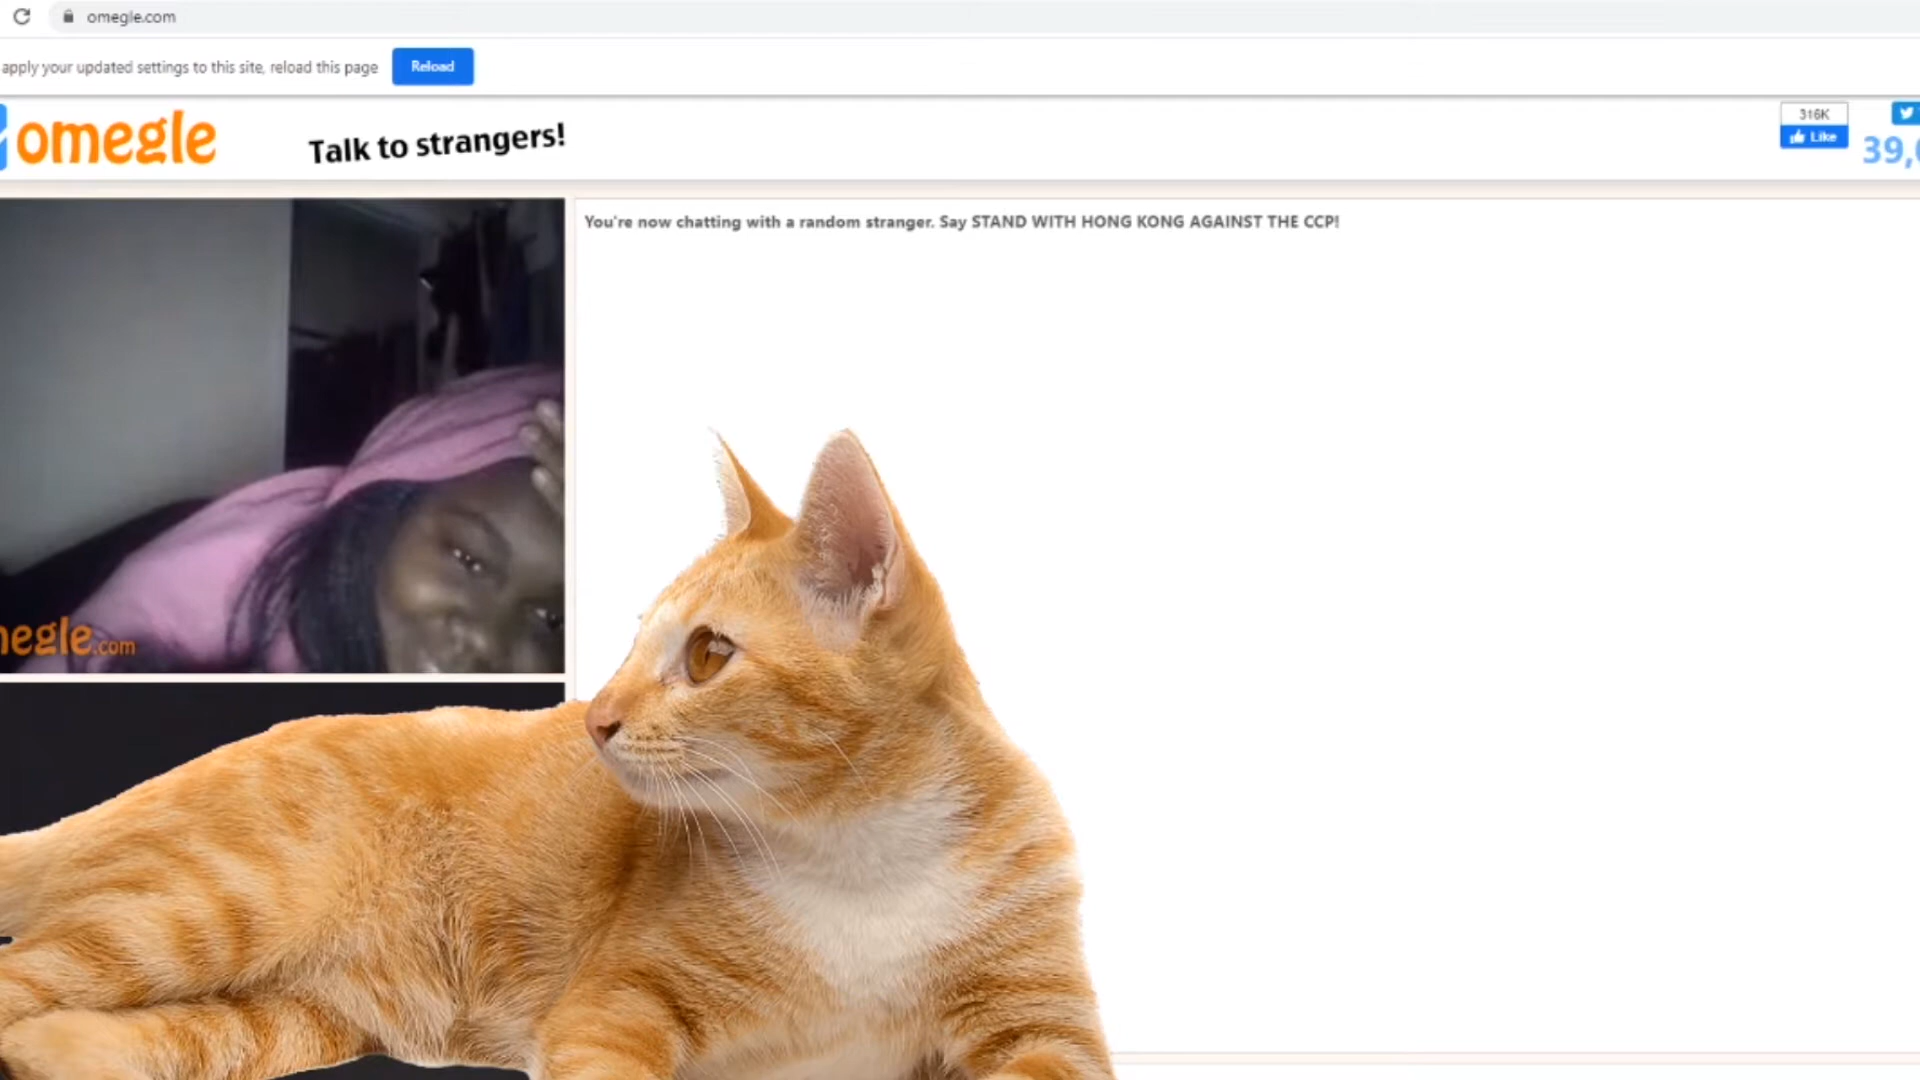 omegle.com
apply your updated settings to this site, reload this page
Reload
omegle
Talk to strangers!
316K
Like
39,
You're now chatting with a random stranger. Say STAND WITH HONG KONG AGAINST THE CCP!
egle.com